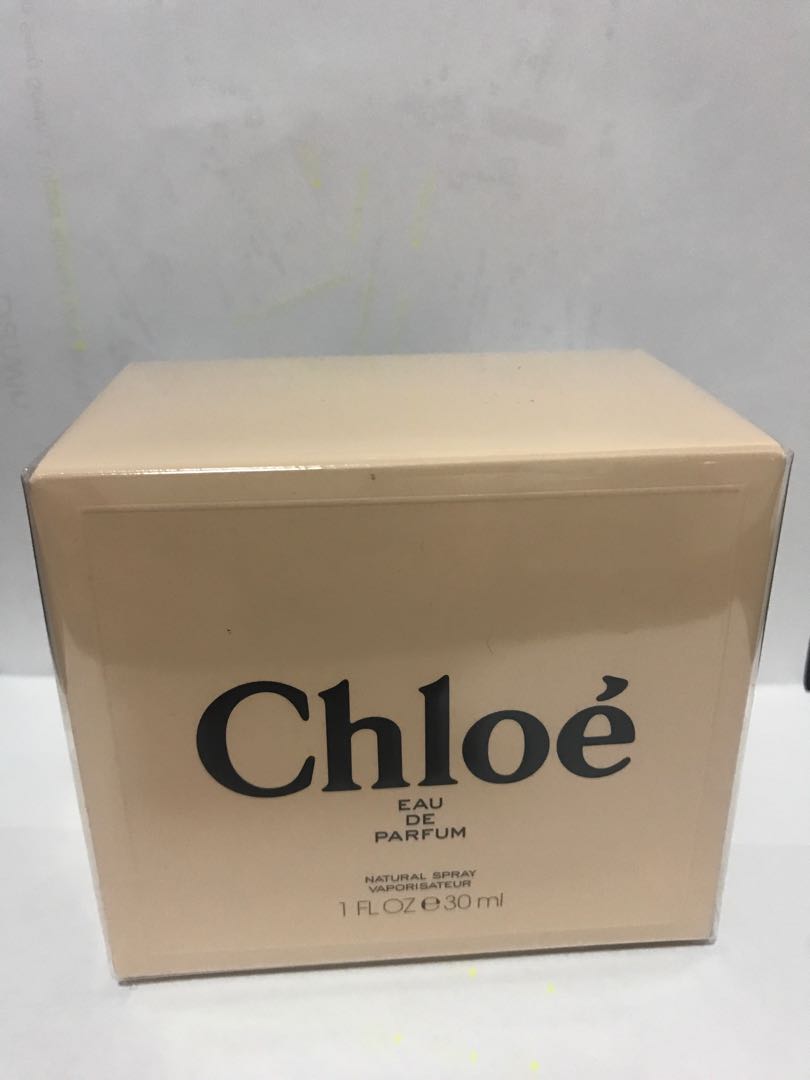 Chloé
EAU
DE
PARFUM
NATURAL SPRAY
VAPORISATEUR
1 FL OZ ℮ 30 ml